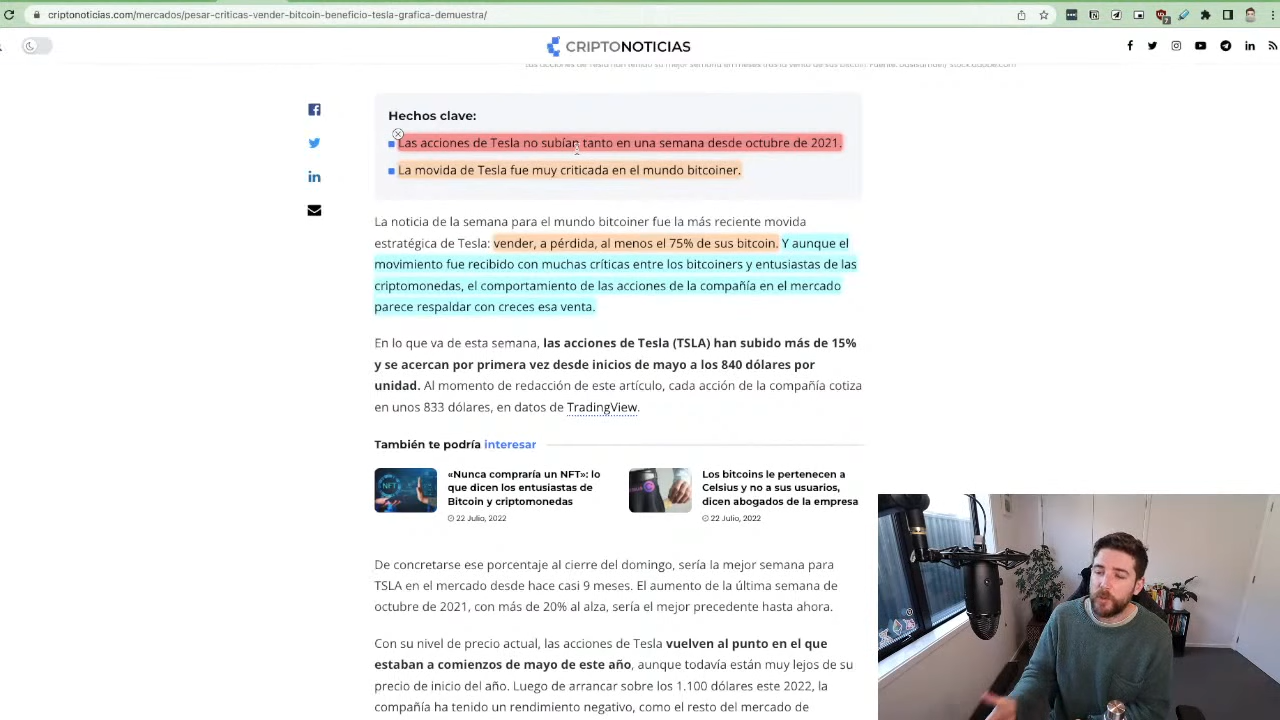 criptonoticias.com/mercados/pesar-criticas-vender-bitcoin-beneficio-tesla-grafica-demuestra/
CRIPTONOTICIAS
Hechos clave:
Las acciones de Tesla no subían tanto en una semana desde octubre de 2021.
La movida de Tesla fue muy criticada en el mundo bitcoiner.
La noticia de la semana para el mundo bitcoiner fue la más reciente movida
estratégica de Tesla: vender, a pérdida, al menos el 75% de sus bitcoin. Y aunque el
movimiento fue recibido con muchas críticas entre los bitcoiners y entusiastas de las
criptomonedas, el comportamiento de las acciones de la compañía en el mercado
parece respaldar con creces esa venta.
En lo que va de esta semana, las acciones de Tesla (TSLA) han subido más de 15%
y se acercan por primera vez desde inicios de mayo a los 840 dólares por
unidad. Al momento de redacción de este artículo, cada acción de la compañía cotiza
en unos 833 dólares, en datos de TradingView.
También te podría interesar
«Nunca compraría un NFT»: lo
que dicen los entusiastas de
Bitcoin y criptomonedas
22 Julio, 2022
Los bitcoins le pertenecen a
Celsius y no a sus usuarios,
dicen abogados de la empresa
22 Julio, 2022
De concretarse ese porcentaje al cierre del domingo, sería la mejor semana para
TSLA en el mercado desde hace casi 9 meses. El aumento de la última semana de
octubre de 2021, con más de 20% al alza, sería el mejor precedente hasta ahora.
Con su nivel de precio actual, las acciones de Tesla vuelven al punto en el que
estaban a comienzos de mayo de este año, aunque todavía están muy lejos de su
precio de inicio del año. Luego de arrancar sobre los 1.100 dólares este 2022, la
compañía ha tenido un rendimiento negativo, como el resto del mercado de